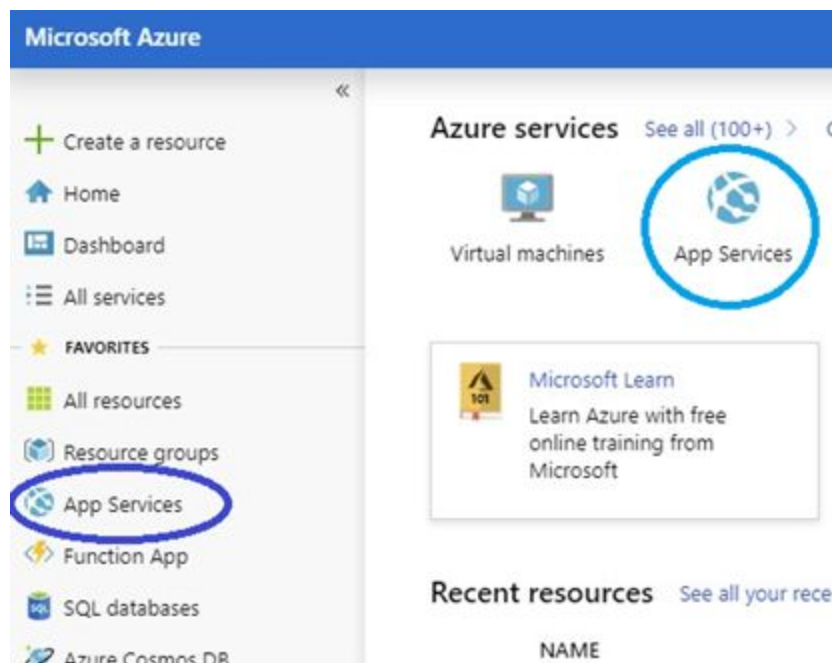 Microsoft Azure
«
Create a resource
Home
Dashboard
All services
FAVORITES
All resources
Resource groups
App Services
Function App
SQL databases
SQL
Azure Cosmos DB
Azure services See all (100+) >
Virtual machines
App Services
101
Microsoft Learn
Learn Azure with free
online training from
Microsoft
Recent resources See all your rece
NAME